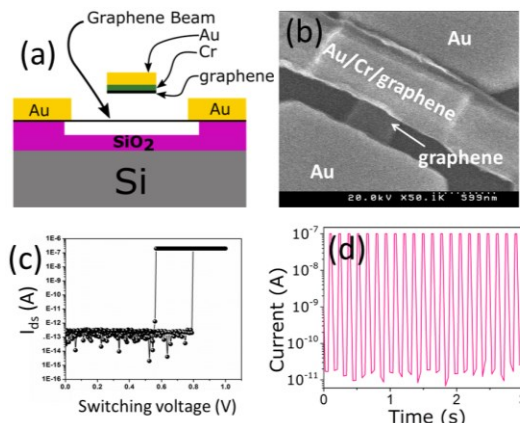 (a)
Graphene Beam
Au
Cr
graphene
Au
Au
SiO₂
Si
(b)
Au
Au/Cr/graphene
graphene
Au
20.0kV X50.1K 599nm
(c)
I_ds (A)
1E-6
1E-7
1E-8
1E-9
1E-10
1E-11
1E-12
1E-13
1E-14
1E-15
1E-16
0.0 0.2 0.4 0.6 0.8 1.0
Switching voltage (V)
(d)
Current (A)
10⁻⁷
10⁻⁸
10⁻⁹
10⁻¹⁰
10⁻¹¹
0 1 2 3
Time (s)